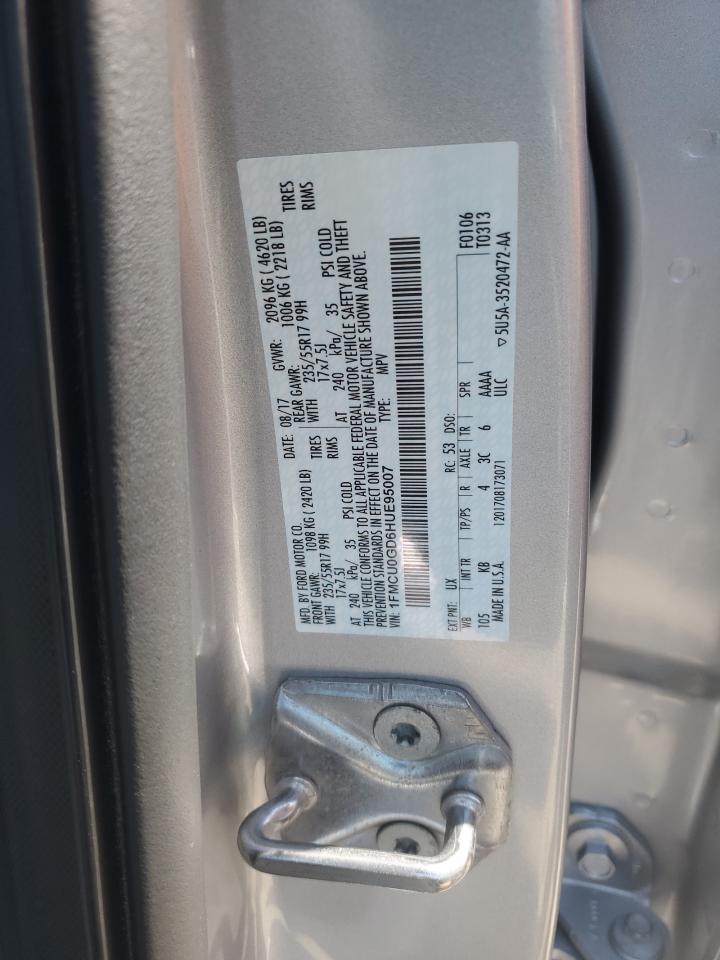 MFD. BY FORD MOTOR CO. DATE: 08/17 GVWR: 2096 KG ( 4620 LB)
FRONT GAWR: 1098 KG ( 2420 LB) REAR GAWR: 1006 KG ( 2218 LB)
WITH 235/55R17 99H TIRES WITH 235/55R17 99H TIRES
17x7.5J RIMS 17x7.5J RIMS
AT 240 kPa/ 35 PSI COLD AT 240 kPa/ 35 PSI COLD
THIS VEHICLE CONFORMS TO ALL APPLICABLE FEDERAL MOTOR VEHICLE SAFETY AND THEFT
PREVENTION STANDARDS IN EFFECT ON THE DATE OF MANUFACTURE SHOWN ABOVE.
VIN: 1FMCU0GD6HUE95007 TYPE: MPV
F0106
T0313
EXT PNT: UX RC: 53 DSO:
WB INT TR TP/PS R AXLE TR SPR
105 KB 4 3C 6 AAAA
MADE IN U.S.A. 1201708173071 ULC
▽5U5A-3520472-AA